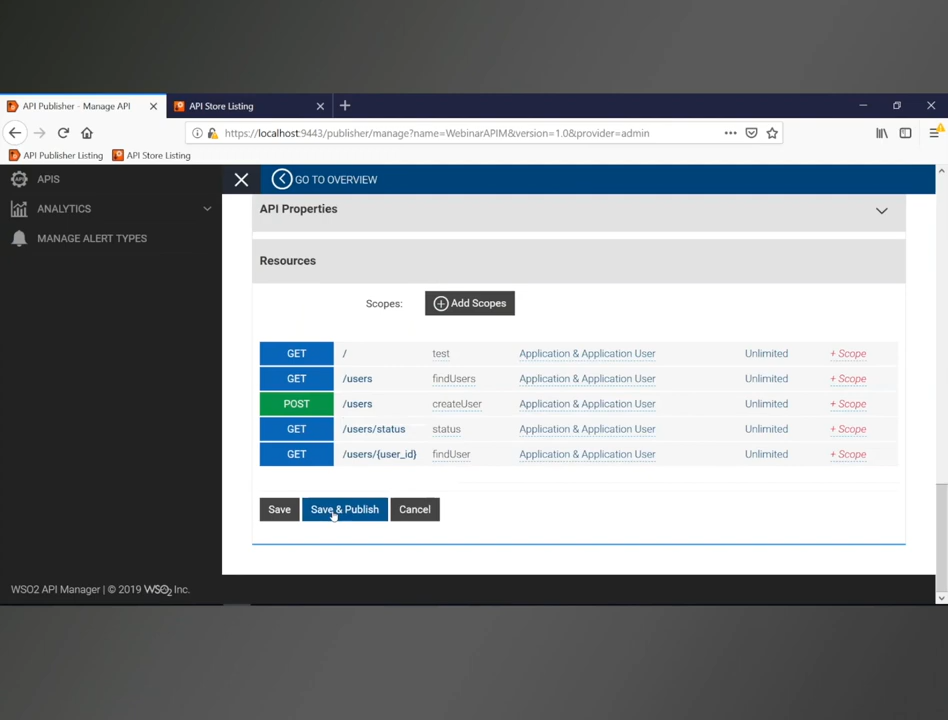 API Publisher - Manage API
API Store Listing
https://localhost:9443/publisher/manage?name=WebinarAPIM&version=1.0&provider=admin
API Publisher Listing API Store Listing
APIS
GO TO OVERVIEW
ANALYTICS
MANAGE ALERT TYPES
API Properties
Resources
Scopes: Add Scopes
GET / test Application & Application User Unlimited + Scope
GET /users findUsers Application & Application User Unlimited + Scope
POST /users createUser Application & Application User Unlimited + Scope
GET /users/status status Application & Application User Unlimited + Scope
GET /users/{user_id} findUser Application & Application User Unlimited + Scope
Save Save & Publish Cancel
WSO2 API Manager | © 2019 WSO2 Inc.